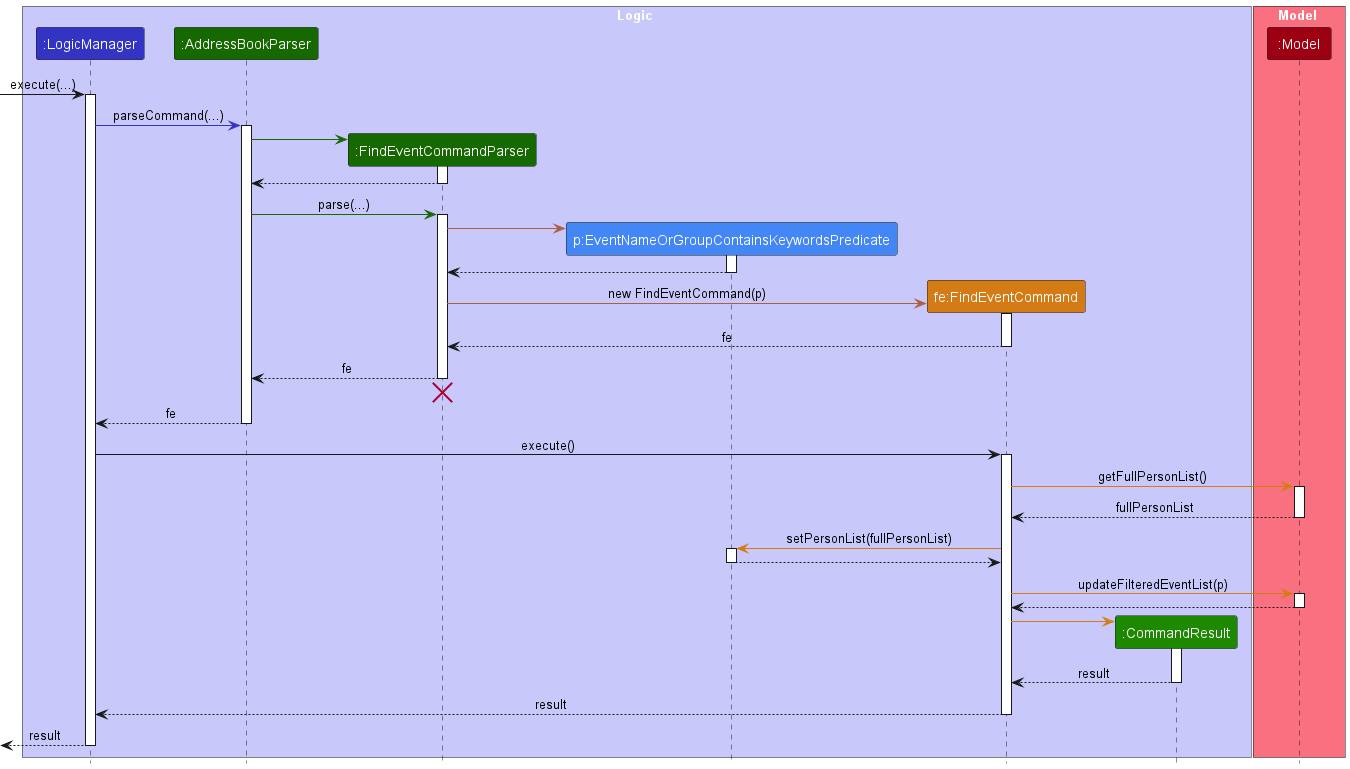 Logic
Model
:LogicManager
:AddressBookParser
:Model
execute(...)
parseCommand(...)
:FindEventCommandParser
parse(...)
p:EventNameOrGroupContainsKeywordsPredicate
new FindEventCommand(p)
fe:FindEventCommand
fe
fe
fe
execute()
getFullPersonList()
fullPersonList
setPersonList(fullPersonList)
updateFilteredEventList(p)
:CommandResult
result
result
result